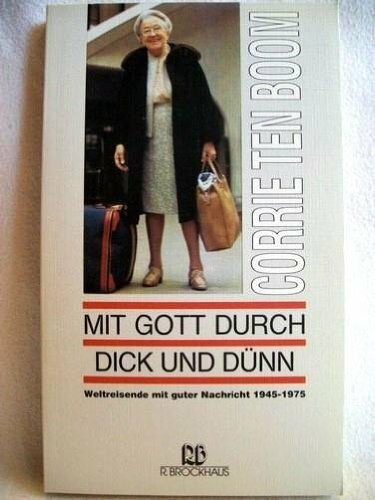 CORRIE TEN BOOM
MIT GOTT DURCH
DICK UND DÜNN
Weltreisende mit guter Nachricht 1945-1975
RB
R. BROCKHAUS